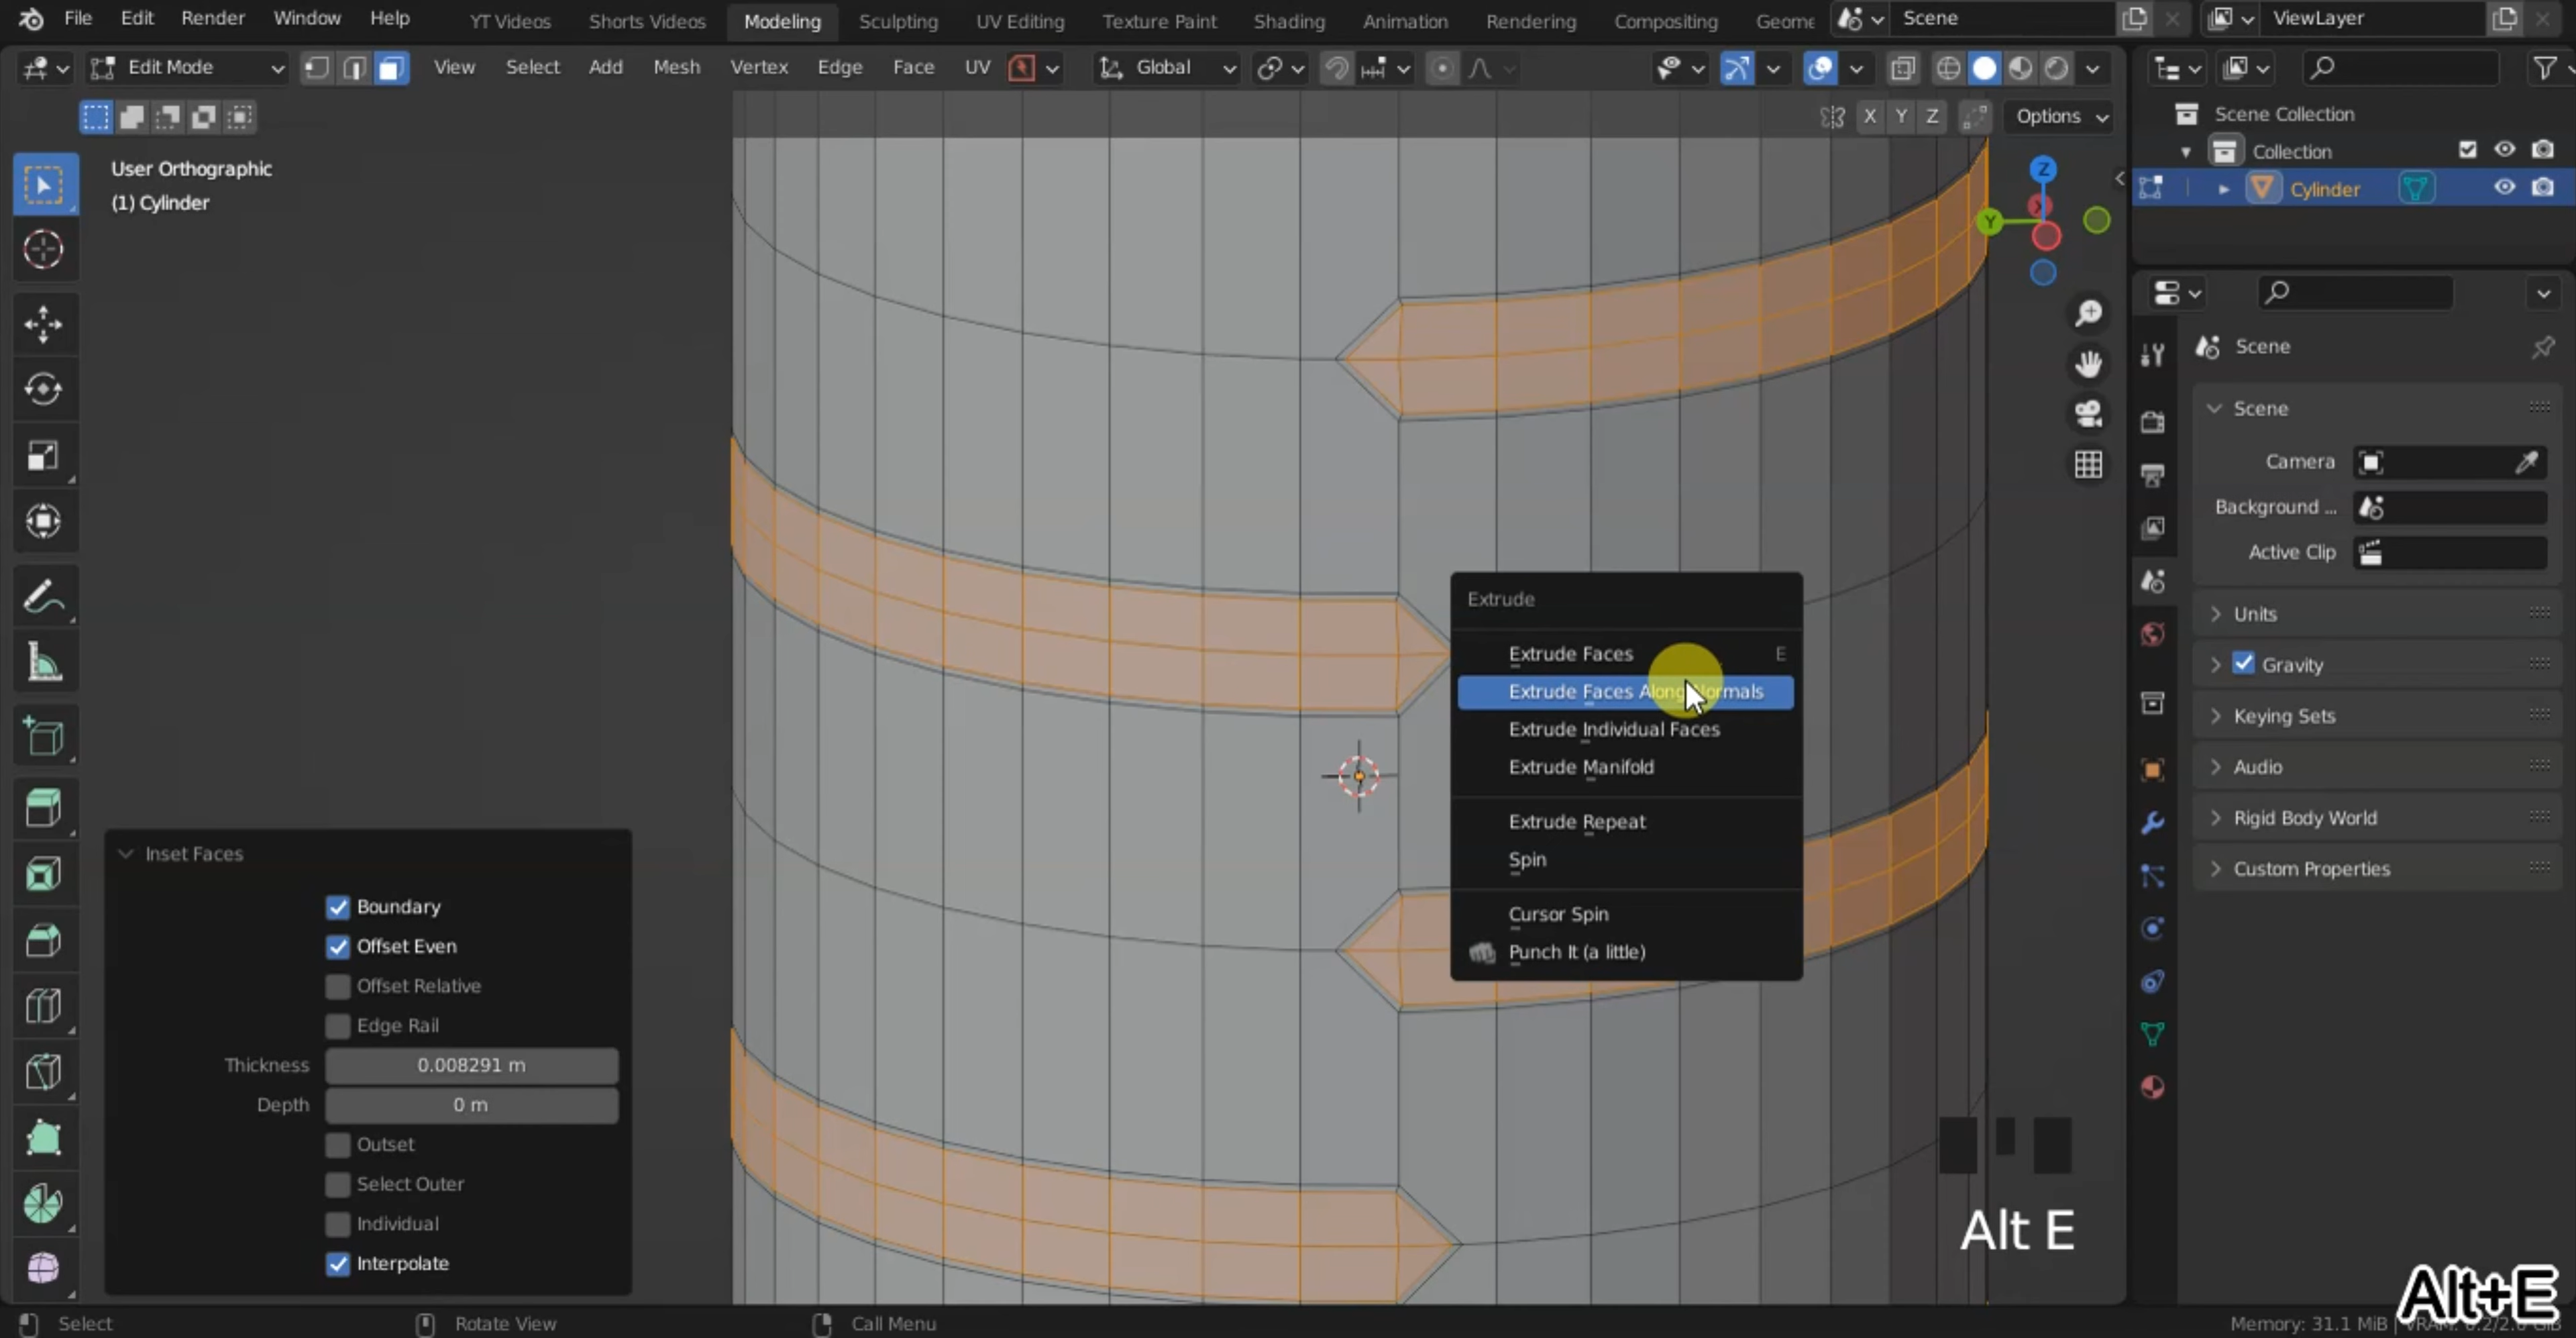 File Edit Render Window Help YT Videos Shorts Videos Modeling Sculpting UV Editing Texture Paint Shading Animation Rendering Compositing Geome Scene ViewLayer
Edit Mode View Select Add Mesh Vertex Edge Face UV Global
X Y Z Options
User Orthographic
(1) Cylinder
Z
Y
X
Extrude
Extrude Faces E
Extrude Faces Along Normals
Extrude Individual Faces
Extrude Manifold
Extrude Repeat
Spin
Cursor Spin
Punch It (a little)
Inset Faces
Boundary
Offset Even
Offset Relative
Edge Rail
Thickness 0.008291 m
Depth 0 m
Outset
Select Outer
Individual
Interpolate
Alt E
Scene Collection
Collection
Cylinder
Scene
Scene
Camera
Background ...
Active Clip
Units
Gravity
Keying Sets
Audio
Rigid Body World
Custom Properties
Alt+E
Select Rotate View Call Menu Memory: 31.1 MiB